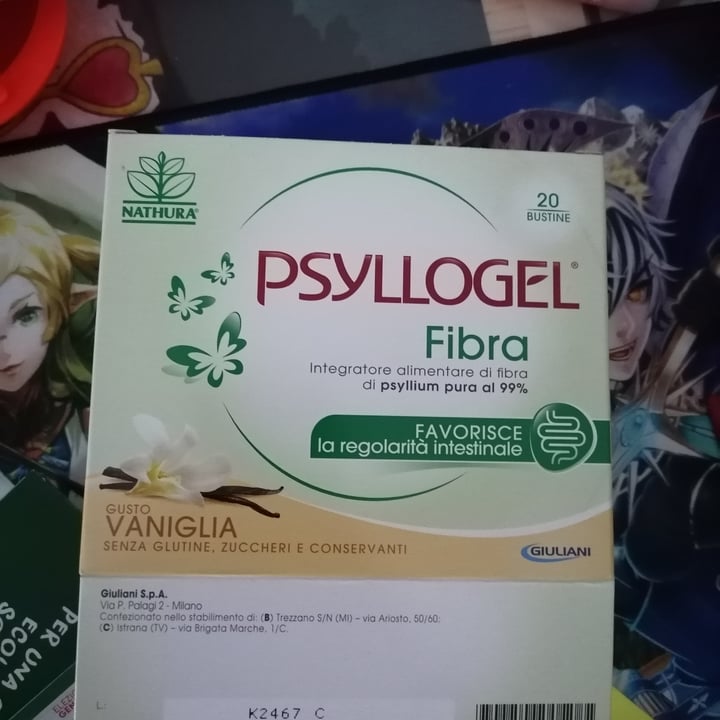 NATHURA®
20
BUSTINE
PSYLLOGEL®
Fibra
Integratore alimentare di fibra
di psyllium pura al 99%
FAVORISCE
la regolarità intestinale
GUSTO
VANIGLIA
SENZA GLUTINE, ZUCCHERI E CONSERVANTI
GIULIANI
Giuliani S.p.A.
Via P. Palagi 2 - Milano
Confezionato nello stabilimento di: (B) Trezzano S/N (MI) – via Ariosto, 50/60;
(C) Istrana (TV) – via Brigata Marche, 1/C.
L:
K2467 C
PER UNA